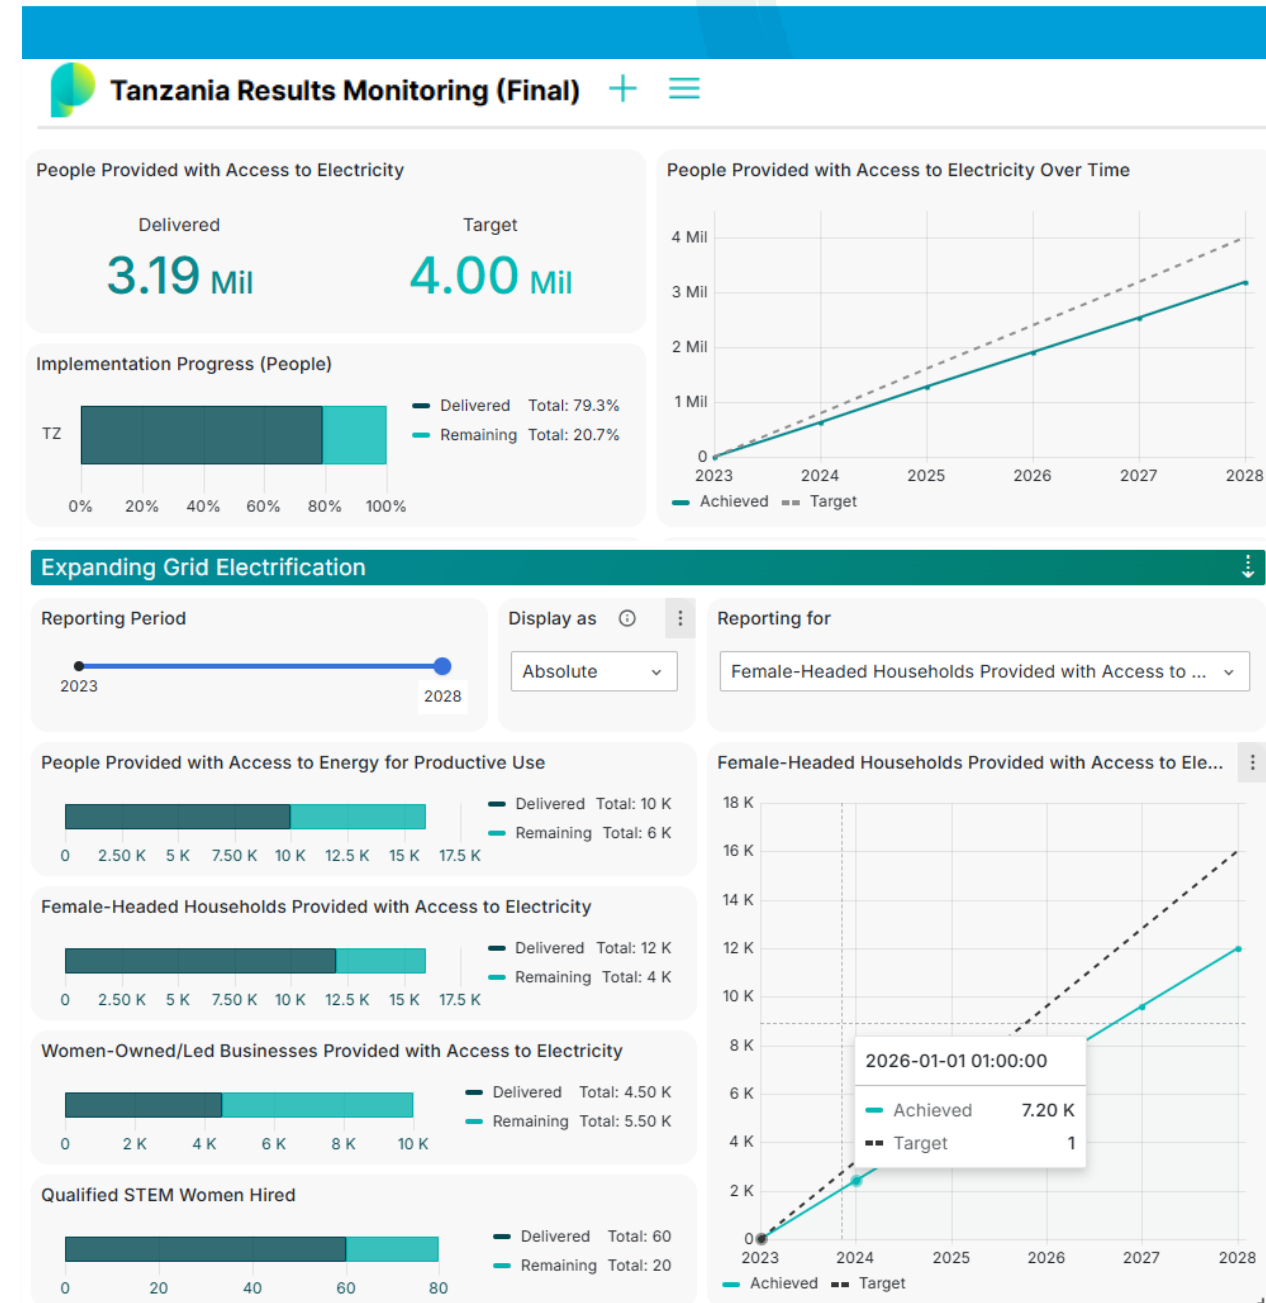 Tanzania Results Monitoring (Final)
People Provided with Access to Electricity
Delivered
Target
3.19 Mil
4.00 Mil
Implementation Progress (People)
Delivered Total: 79.3%
Remaining Total: 20.7%
TZ
0% 20% 40% 60% 80% 100%
People Provided with Access to Electricity Over Time
4 Mil
3 Mil
2 Mil
1 Mil
0
2023 2024 2025 2026 2027 2028
Achieved Target
Expanding Grid Electrification
Reporting Period
2023
2028
Display as
Absolute
Reporting for
Female-Headed Households Provided with Access to ...
People Provided with Access to Energy for Productive Use
Delivered Total: 10 K
Remaining Total: 6 K
0 2.50 K 5 K 7.50 K 10 K 12.5 K 15 K 17.5 K
Female-Headed Households Provided with Access to Electricity
Delivered Total: 12 K
Remaining Total: 4 K
0 2.50 K 5 K 7.50 K 10 K 12.5 K 15 K 17.5 K
Women-Owned/Led Businesses Provided with Access to Electricity
Delivered Total: 4.50 K
Remaining Total: 5.50 K
0 2 K 4 K 6 K 8 K 10 K
Qualified STEM Women Hired
Delivered Total: 60
Remaining Total: 20
0 20 40 60 80
Female-Headed Households Provided with Access to Ele...
18 K
16 K
14 K
12 K
10 K
8 K
6 K
4 K
2 K
0
2026-01-01 01:00:00
Achieved 7.20 K
Target 1
2023 2024 2025 2026 2027 2028
Achieved Target